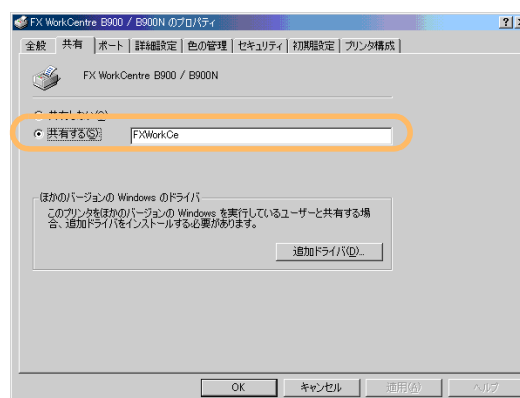 FX WorkCentre B900 / B900N のプロパティ
全般 共有 ポート 詳細設定 色の管理 セキュリティ 初期設定 プリンタ構成
FX WorkCentre B900 / B900N
共有しない(O)
共有する(S) FXWorkCe
ほかのバージョンの Windows のドライバ
このプリンタをほかのバージョンの Windows を実行しているユーザーと共有する場
合、追加ドライバをインストールする必要があります。
追加ドライバ(D)...
OK キャンセル 適用(A) ヘルプ